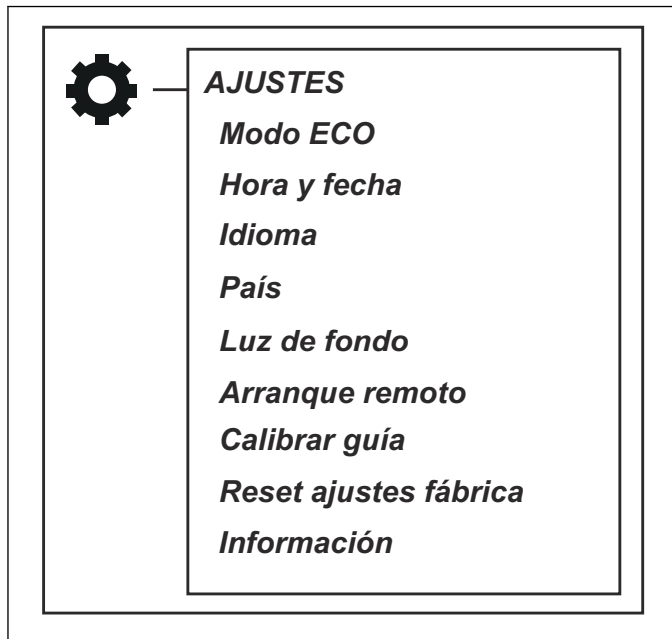 AJUSTES
Modo ECO
Hora y fecha
Idioma
País
Luz de fondo
Arranque remoto
Calibrar guía
Reset ajustes fábrica
Información